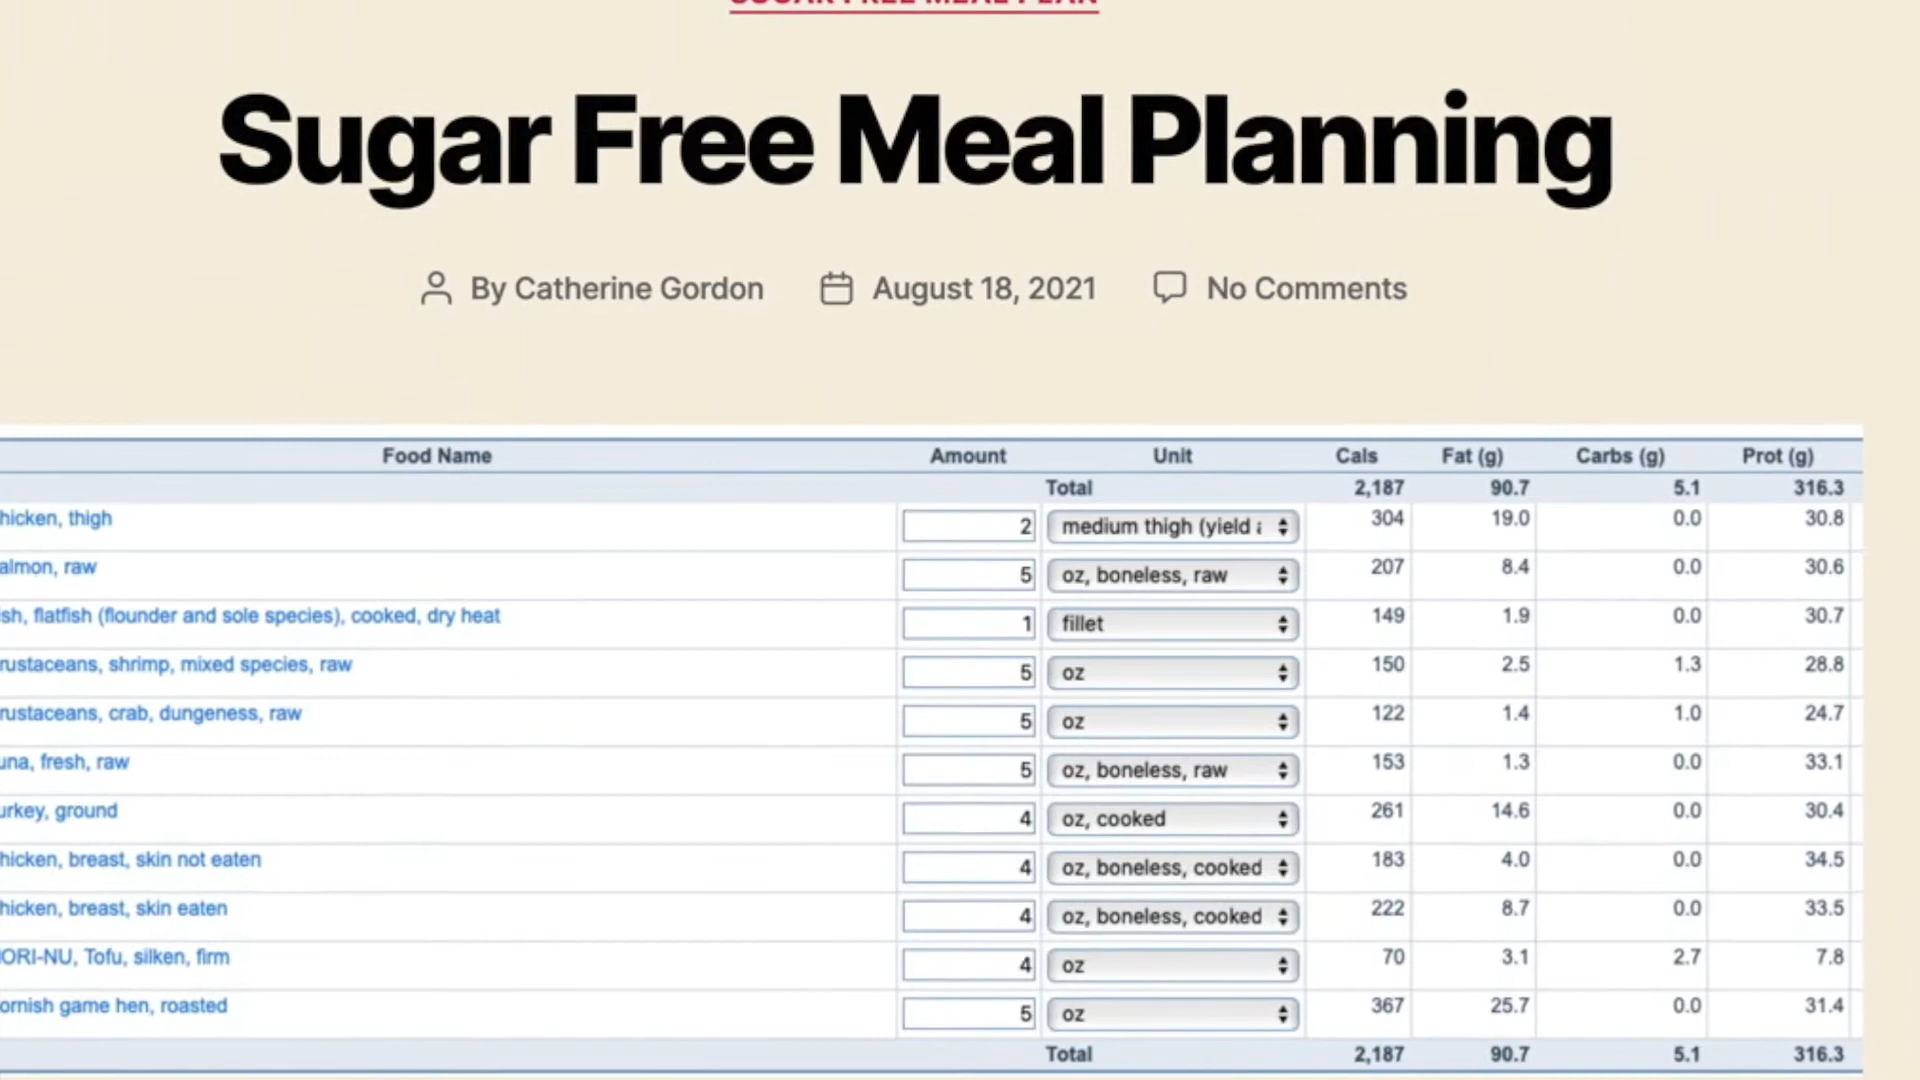 SUGAR FREE MEAL PLAN
Sugar Free Meal Planning
By Catherine Gordon August 18, 2021 No Comments
Food Name Amount Unit Cals Fat (g) Carbs (g) Prot (g)
Total 2,187 90.7 5.1 316.3
hicken, thigh 2 medium thigh (yield a 304 19.0 0.0 30.8
almon, raw 5 oz, boneless, raw 207 8.4 0.0 30.6
ish, flatfish (flounder and sole species), cooked, dry heat 1 fillet 149 1.9 0.0 30.7
rustaceans, shrimp, mixed species, raw 5 oz 150 2.5 1.3 28.8
rustaceans, crab, dungeness, raw 5 oz 122 1.4 1.0 24.7
una, fresh, raw 5 oz, boneless, raw 153 1.3 0.0 33.1
urkey, ground 4 oz, cooked 261 14.6 0.0 30.4
hicken, breast, skin not eaten 4 oz, boneless, cooked 183 4.0 0.0 34.5
hicken, breast, skin eaten 4 oz, boneless, cooked 222 8.7 0.0 33.5
ORI-NU, Tofu, silken, firm 4 oz 70 3.1 2.7 7.8
ornish game hen, roasted 5 oz 367 25.7 0.0 31.4
Total 2,187 90.7 5.1 316.3